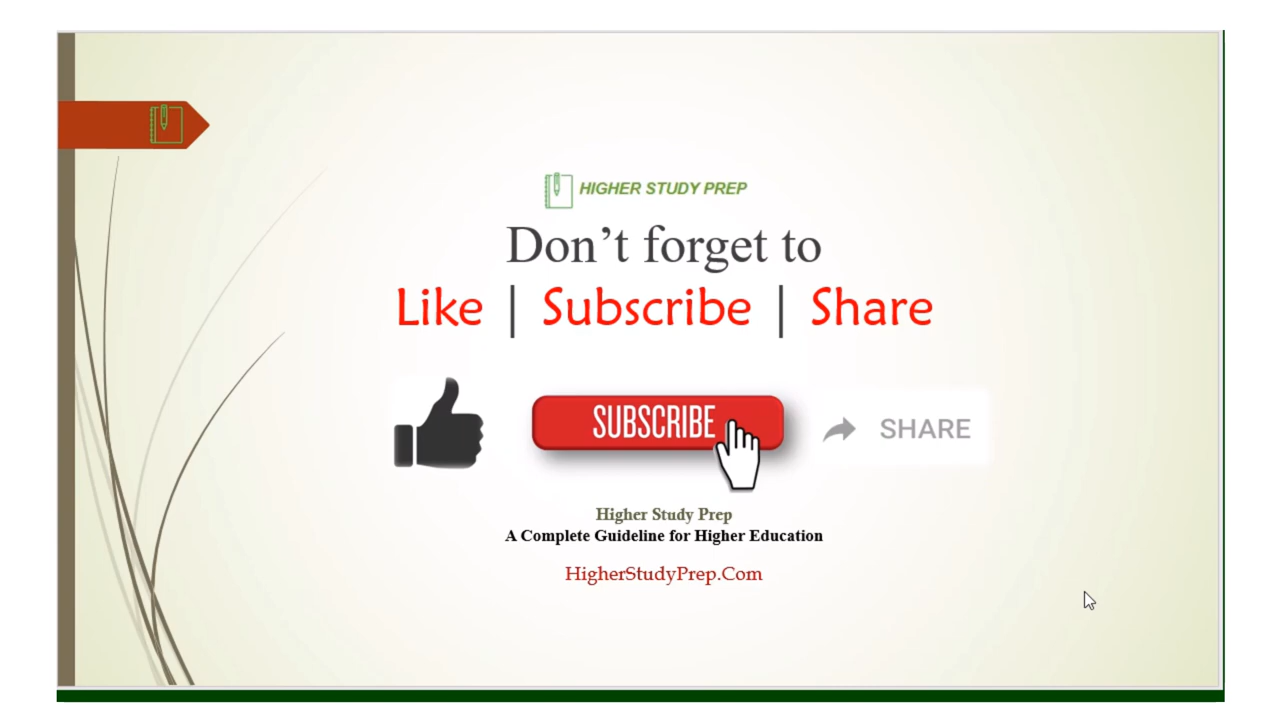 HIGHER STUDY PREP
Don’t forget to
Like | Subscribe | Share
SUBSCRIBE
SHARE
Higher Study Prep
A Complete Guideline for Higher Education
HigherStudyPrep.Com